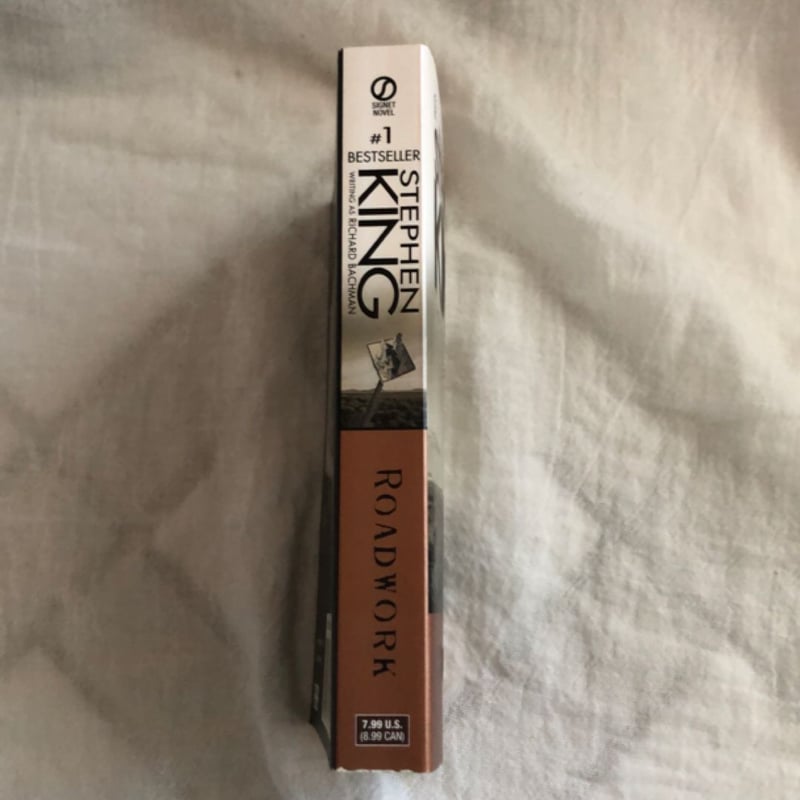 SIGNET
NOVEL
#1
BESTSELLER
STEPHEN
KING
WRITING AS RICHARD BACHMAN
ROADWORK
7.99 U.S.
(8.99 CAN)